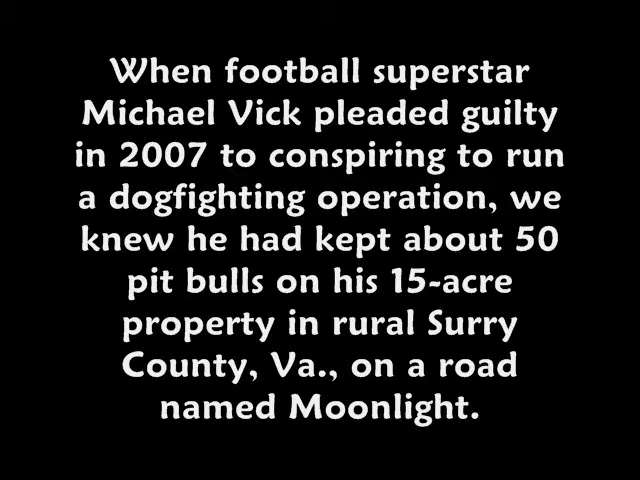 When football superstar
Michael Vick pleaded guilty
in 2007 to conspiring to run
a dogfighting operation, we
knew he had kept about 50
pit bulls on his 15-acre
property in rural Surry
County, Va., on a road
named Moonlight.